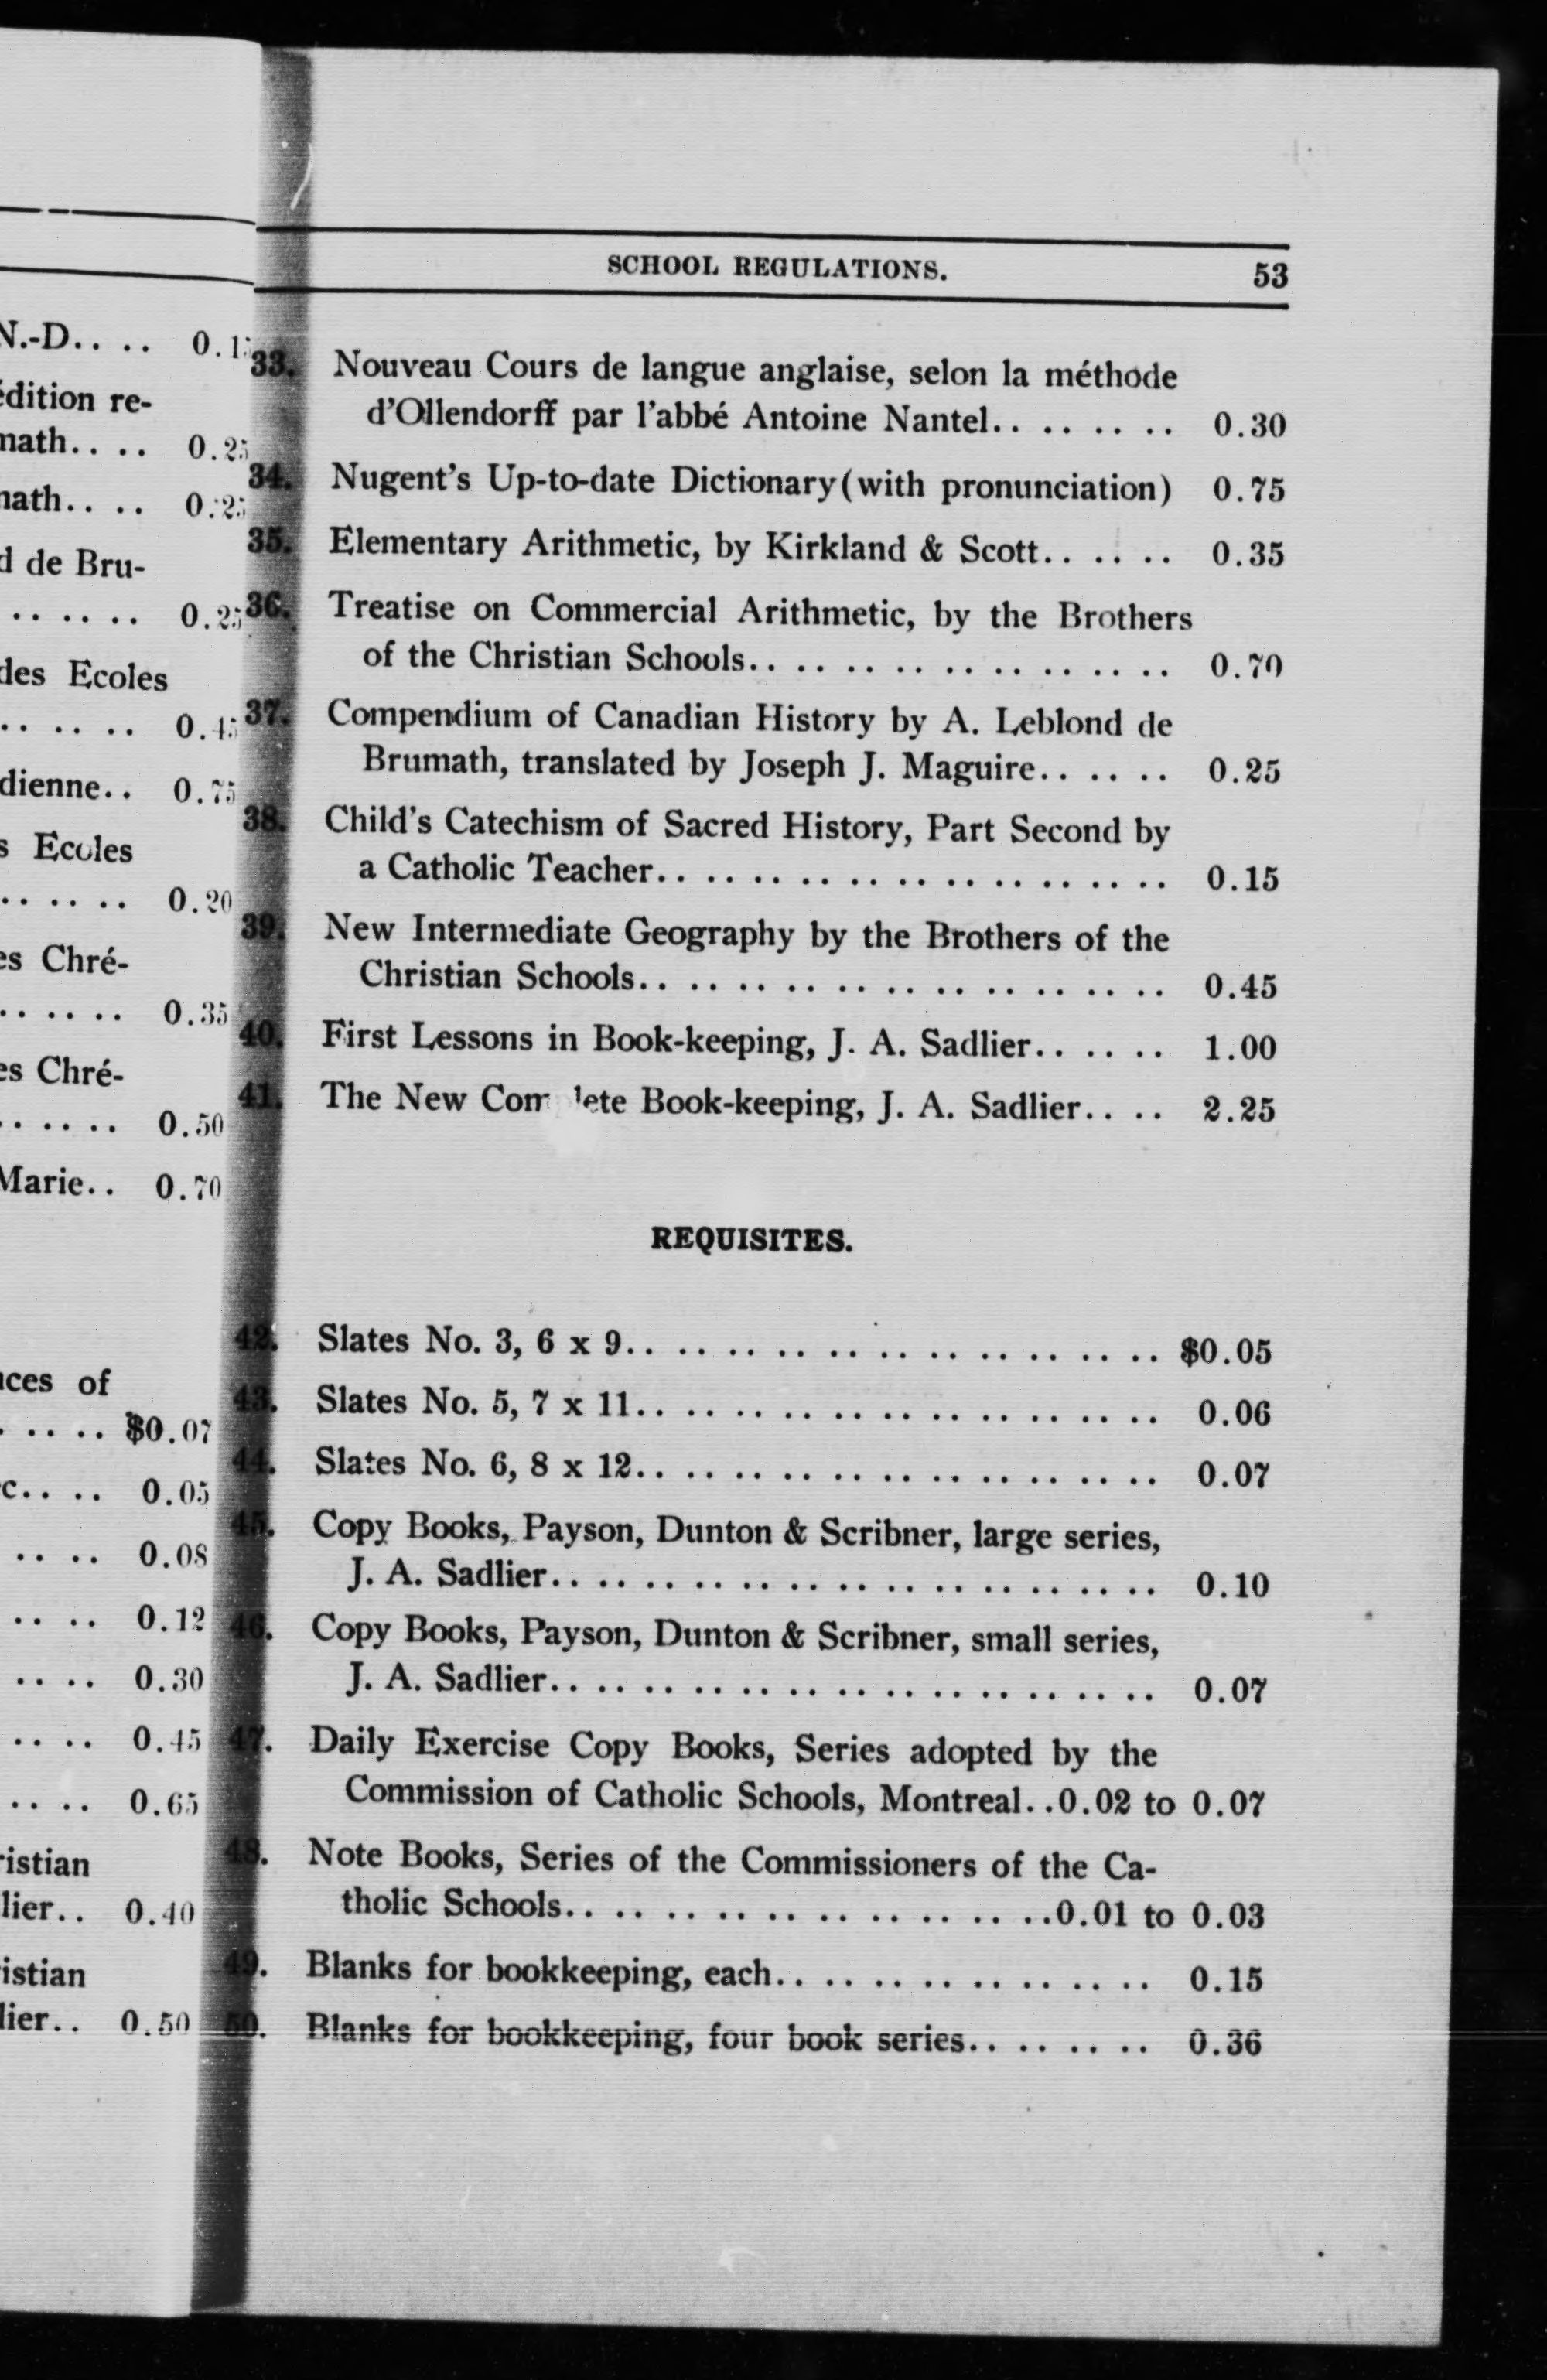 N.-D.... 0.1
édition re-
math.... 0.25
math.... 0.25
d de Bru-
...... 0.25
des Ecoles
...... 0.45
dienne.. 0.75
s Ecoles
...... 0.20
es Chré-
...... 0.35
es Chré-
...... 0.50
Marie.. 0.70
nces of
.... $0.07
c.... 0.05
.... 0.08
.... 0.12
.... 0.30
.... 0.45
.... 0.65
ristian
lier.. 0.40
istian
lier.. 0.50
SCHOOL REGULATIONS. 53
33. Nouveau Cours de langue anglaise, selon la méthode
d'Ollendorff par l'abbé Antoine Nantel........ 0.30
34. Nugent's Up-to-date Dictionary (with pronunciation) 0.75
35. Elementary Arithmetic, by Kirkland & Scott...... 0.35
36. Treatise on Commercial Arithmetic, by the Brothers
of the Christian Schools.................. 0.70
37. Compendium of Canadian History by A. Leblond de
Brumath, translated by Joseph J. Maguire...... 0.25
38. Child's Catechism of Sacred History, Part Second by
a Catholic Teacher...................... 0.15
39. New Intermediate Geography by the Brothers of the
Christian Schools....................... 0.45
40. First Lessons in Book-keeping, J. A. Sadlier...... 1.00
41. The New Com lete Book-keeping, J. A. Sadlier.... 2.25
REQUISITES.
42. Slates No. 3, 6 x 9....................... $0.05
43. Slates No. 5, 7 x 11...................... 0.06
44. Slates No. 6, 8 x 12...................... 0.07
45. Copy Books, Payson, Dunton & Scribner, large series,
J. A. Sadlier.......................... 0.10
46. Copy Books, Payson, Dunton & Scribner, small series,
J. A. Sadlier.......................... 0.07
47. Daily Exercise Copy Books, Series adopted by the
Commission of Catholic Schools, Montreal..0.02 to 0.07
48. Note Books, Series of the Commissioners of the Ca-
tholic Schools.....................0.01 to 0.03
49. Blanks for bookkeeping, each................ 0.15
50. Blanks for bookkeeping, four book series........ 0.36